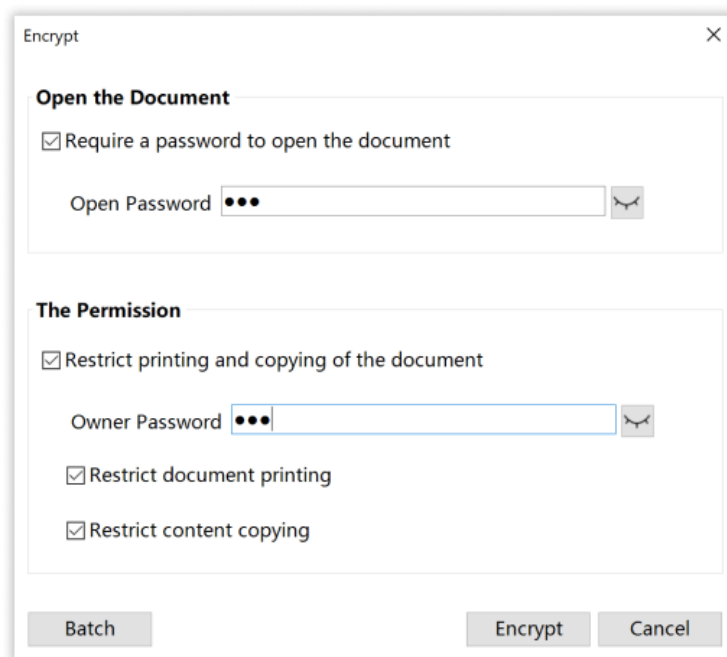 Encrypt
Open the Document
Require a password to open the document
Open Password •••
The Permission
Restrict printing and copying of the document
Owner Password •••
Restrict document printing
Restrict content copying
Batch Encrypt Cancel